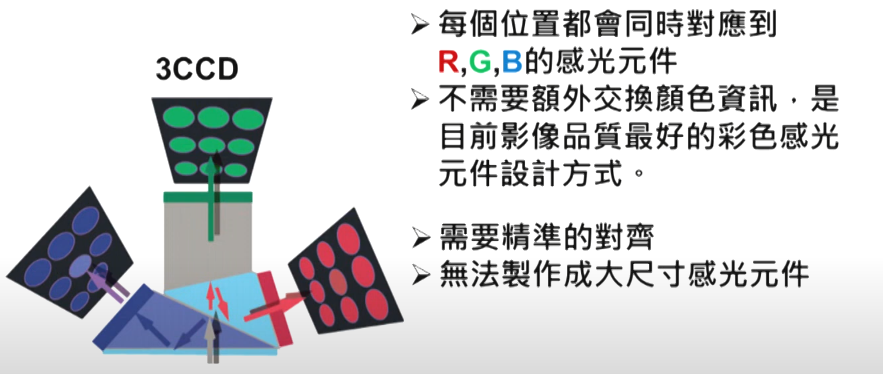 3CCD
➢ 每個位置都會同時對應到
R,G,B的感光元件
➢ 不需要額外交換顏色資訊，是
目前影像品質最好的彩色感光
元件設計方式。
➢ 需要精準的對齊
➢ 無法製作成大尺寸感光元件